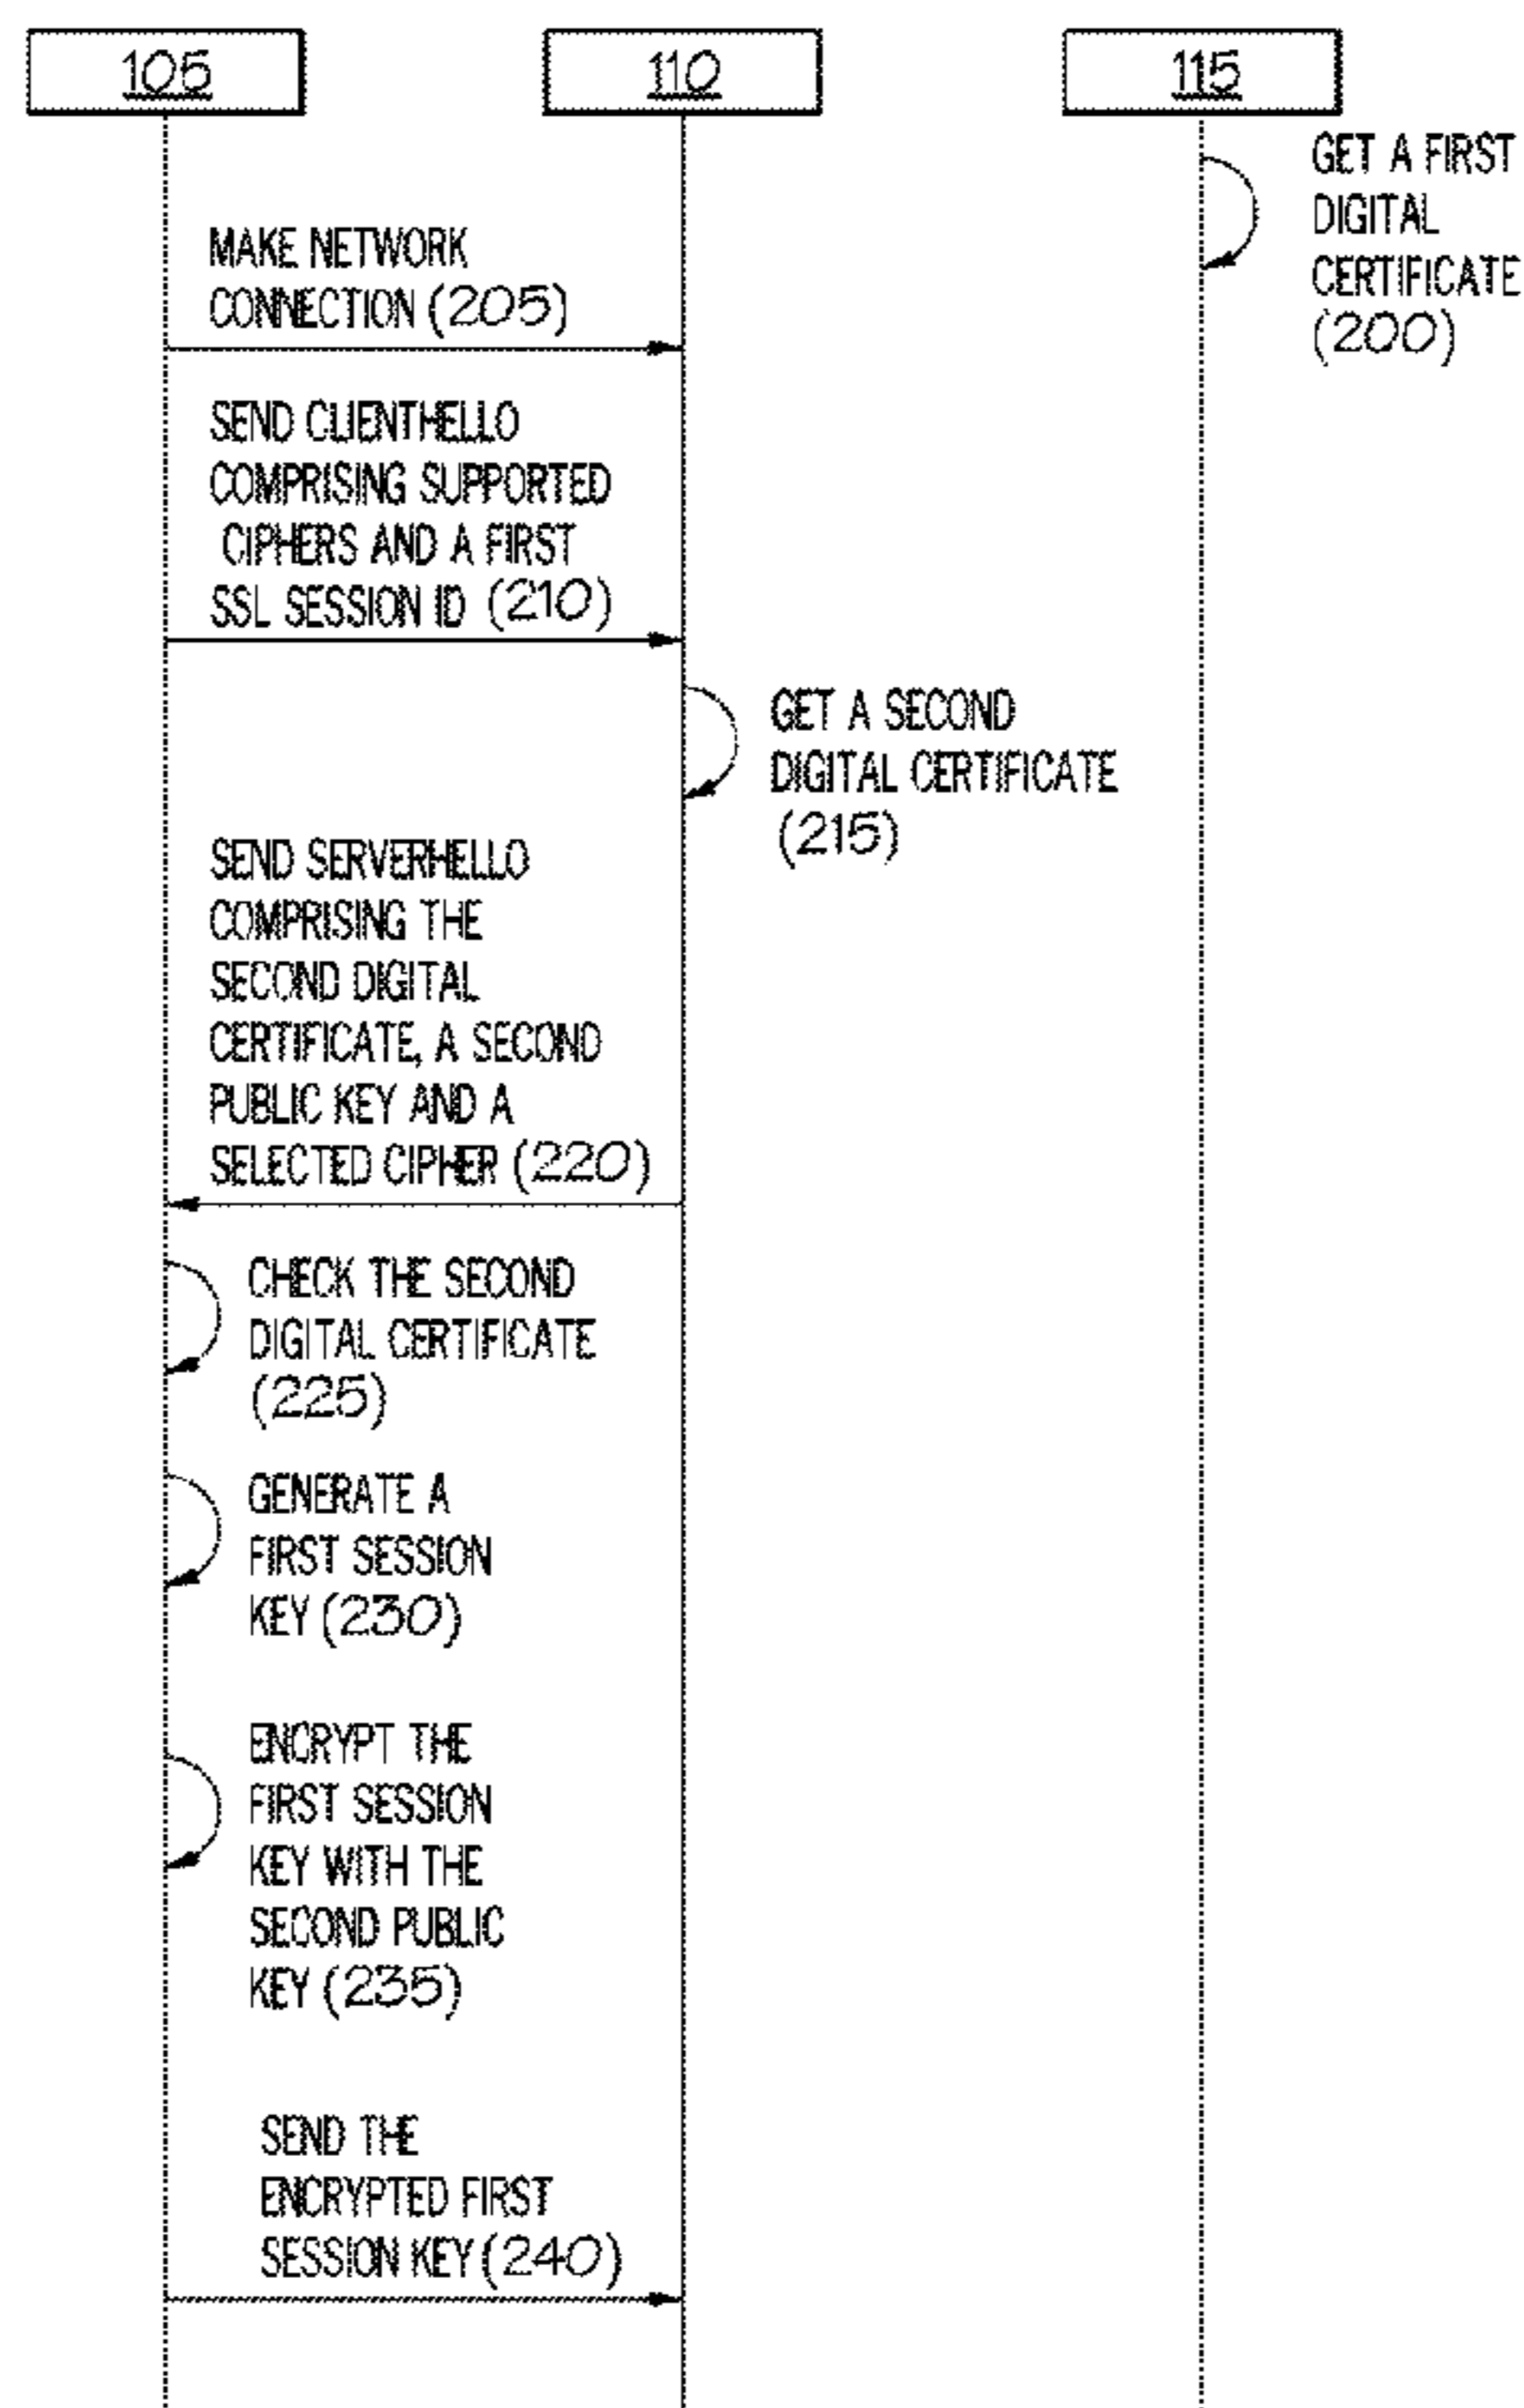 105
110
115
GET A FIRST
DIGITAL
CERTIFICATE
(200)
MAKE NETWORK
CONNECTION (205)
SEND CLIENTHELLO
COMPRISING SUPPORTED
CIPHERS AND A FIRST
SSL SESSION ID (210)
GET A SECOND
DIGITAL CERTIFICATE
(215)
SEND SERVERHELLO
COMPRISING THE
SECOND DIGITAL
CERTIFICATE, A SECOND
PUBLIC KEY AND A
SELECTED CIPHER (220)
CHECK THE SECOND
DIGITAL CERTIFICATE
(225)
GENERATE A
FIRST SESSION
KEY (230)
ENCRYPT THE
FIRST SESSION
KEY WITH THE
SECOND PUBLIC
KEY (235)
SEND THE
ENCRYPTED FIRST
SESSION KEY (240)